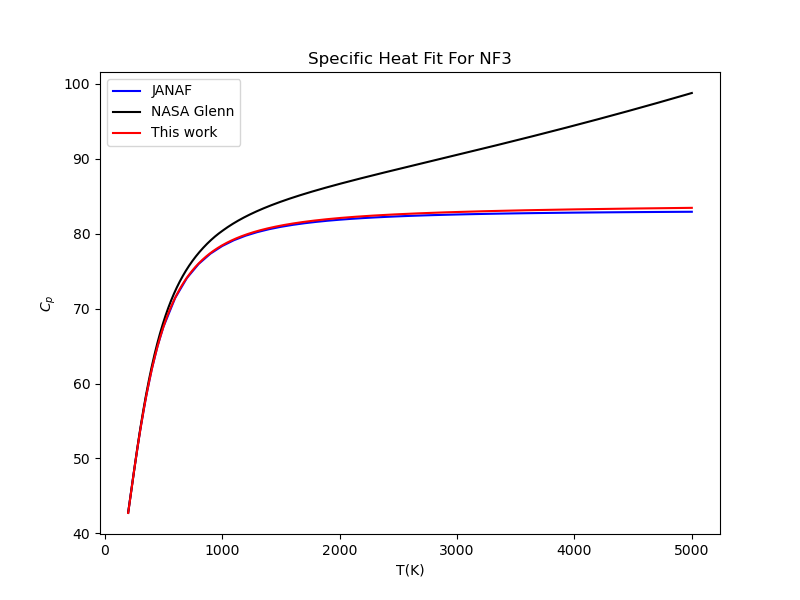 Specific Heat Fit For NF3
JANAF
NASA Glenn
This work
100
90
80
70
60
50
40
C_p
0 1000 2000 3000 4000 5000
T(K)